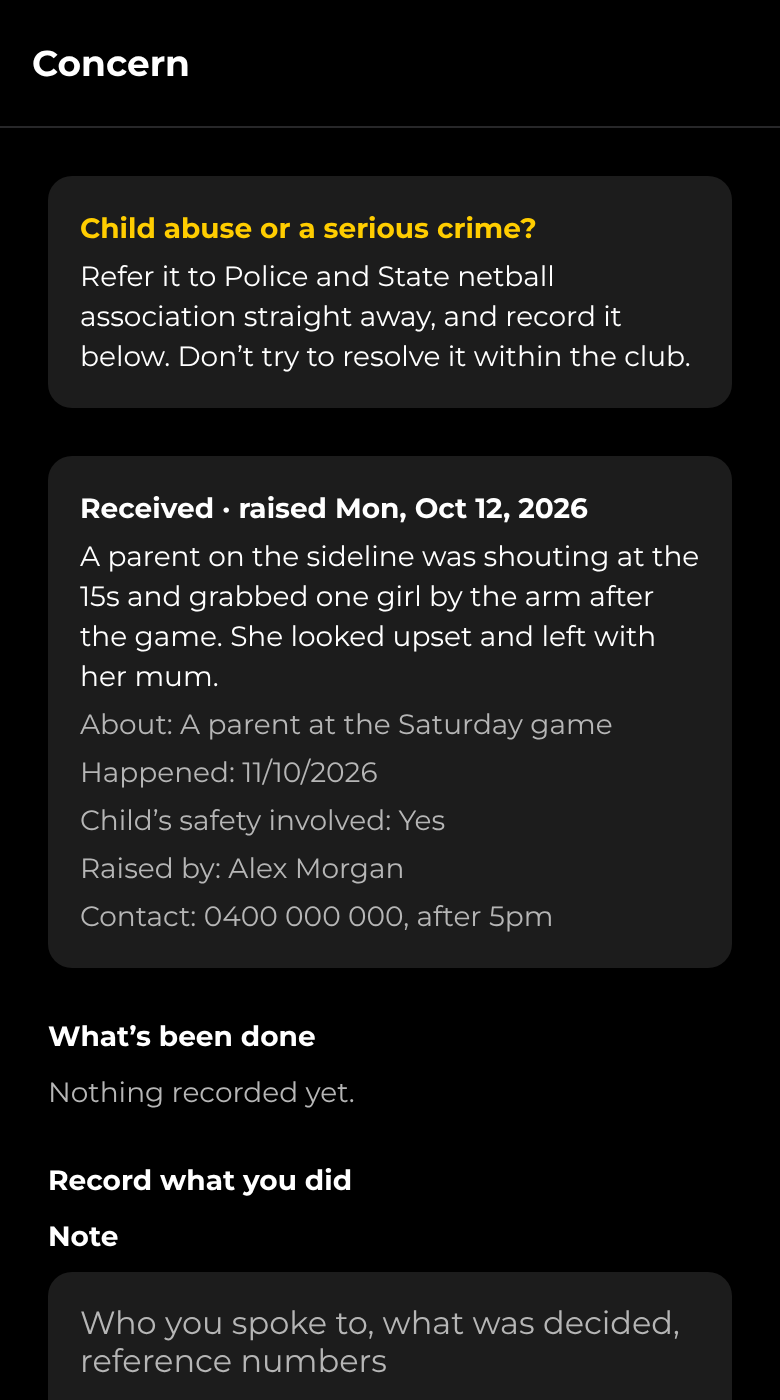 Concern
Child abuse or a serious crime?
Refer it to Police and State netball
association straight away, and record it
below. Don’t try to resolve it within the club.
Received · raised Mon, Oct 12, 2026
A parent on the sideline was shouting at the
15s and grabbed one girl by the arm after
the game. She looked upset and left with
her mum.
About: A parent at the Saturday game
Happened: 11/10/2026
Child’s safety involved: Yes
Raised by: Alex Morgan
Contact: 0400 000 000, after 5pm
What’s been done
Nothing recorded yet.
Record what you did
Note
Who you spoke to, what was decided,
reference numbers